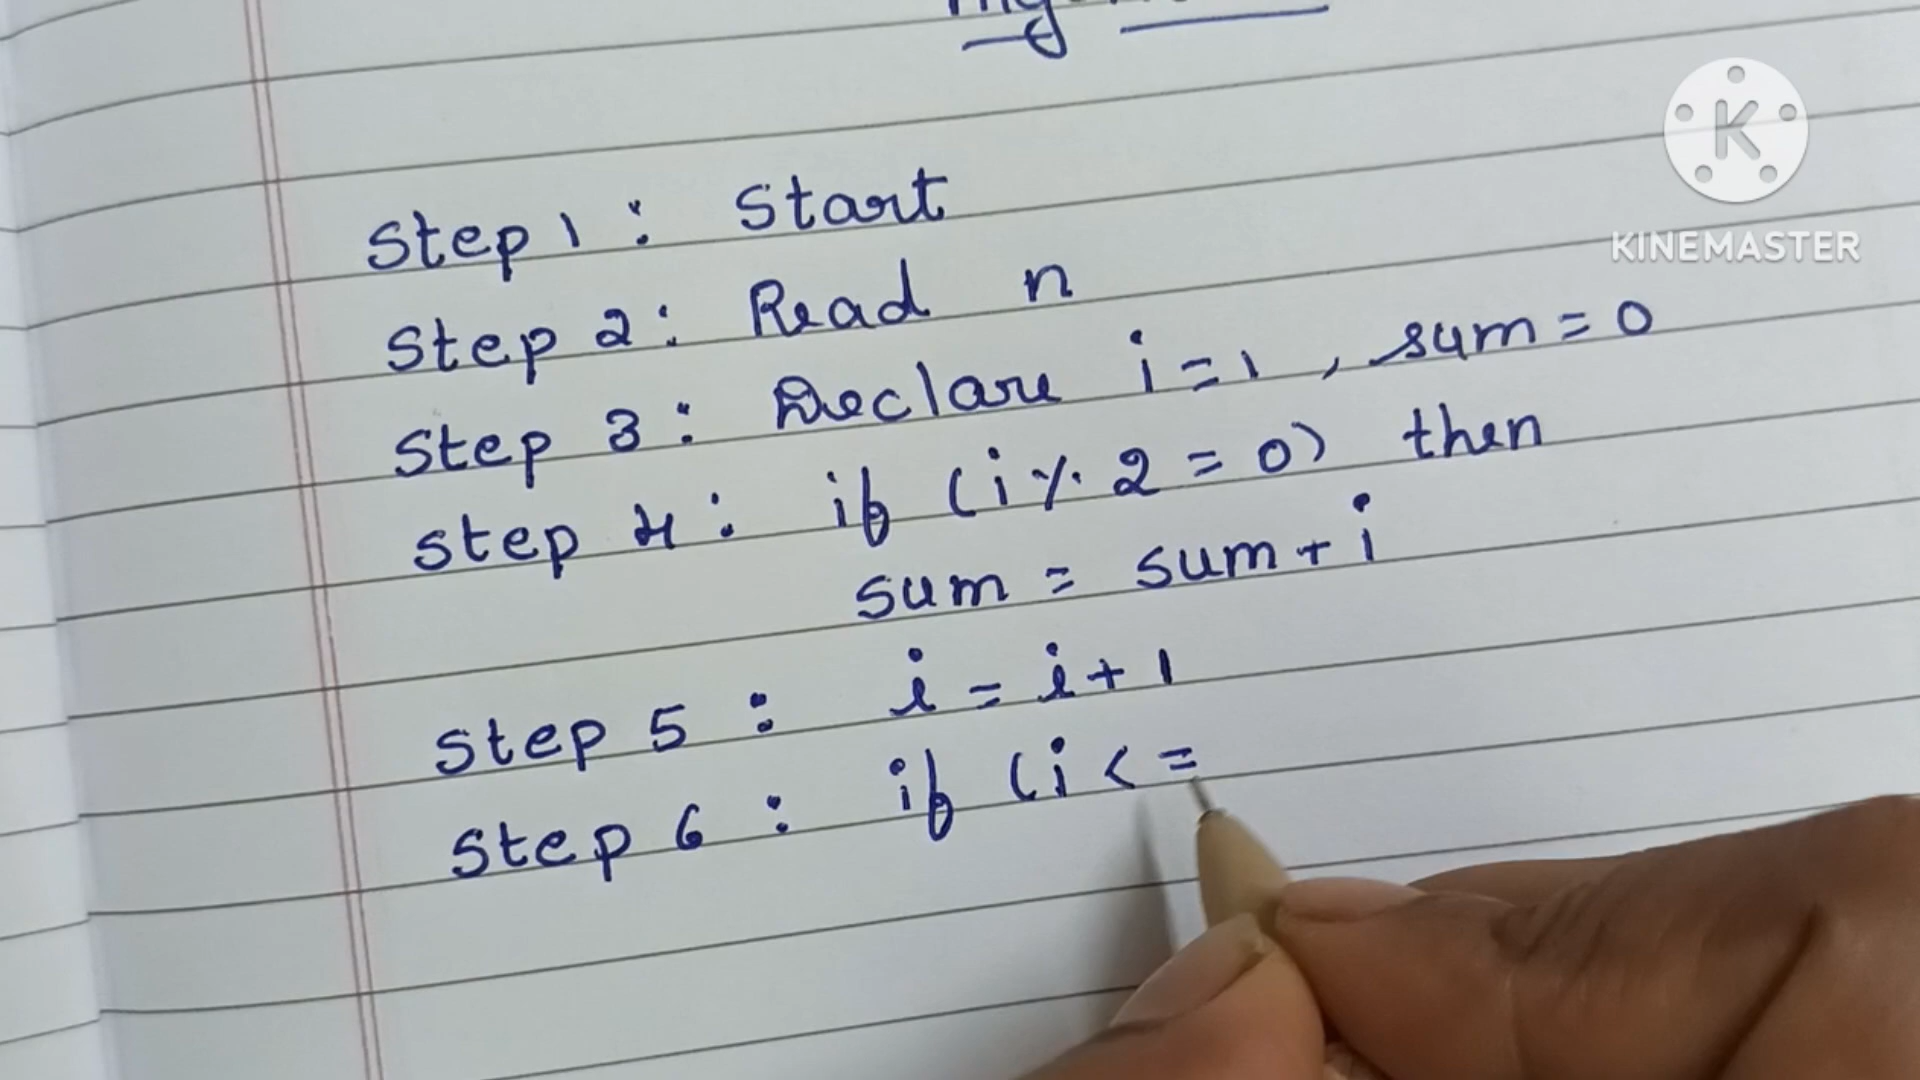 K
KINEMASTER
Step 1 : Start
Step 2 : Read n
Step 3 : Declare i = 1 , sum = 0
Step 4 : if (i % 2 = 0) then
sum = sum + i
Step 5 : i = i + 1
Step 6 : if (i < =